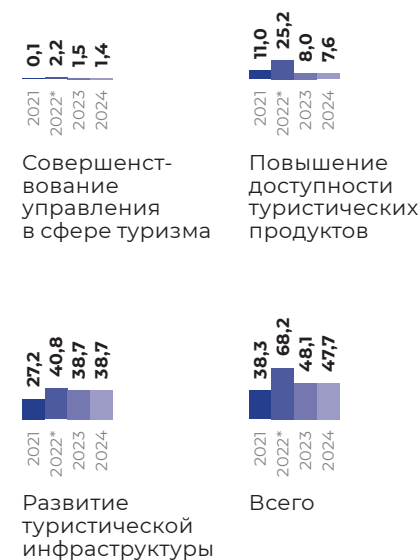 0,1 2,2 1,5 1,4
2021 2022* 2023 2024
Совершенст-
вование
управления
в сфере туризма
11,0 25,2 8,0 7,6
2021 2022* 2023 2024
Повышение
доступности
туристических
продуктов
27,2 40,8 38,7 38,7
2021 2022* 2023 2024
Развитие
туристической
инфраструктуры
38,3 68,2 48,1 47,7
2021 2022* 2023 2024
Всего